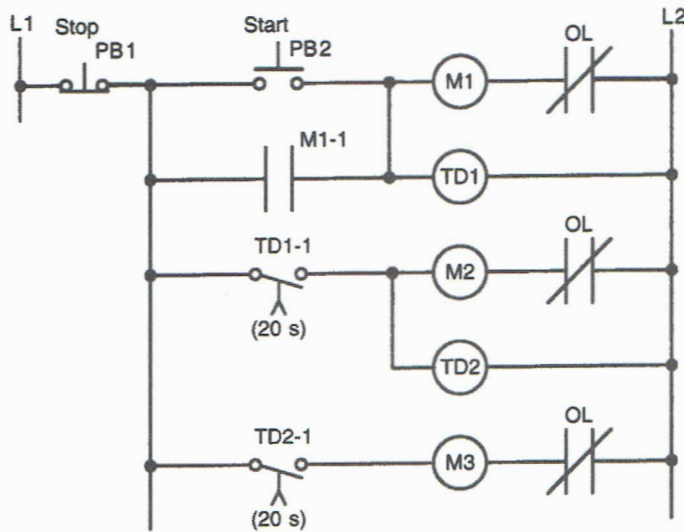 L1
Stop
PB1
Start
PB2
OL
L2
M1
M1-1
TD1
TD1-1
(20 s)
M2
OL
TD2
TD2-1
(20 s)
M3
OL